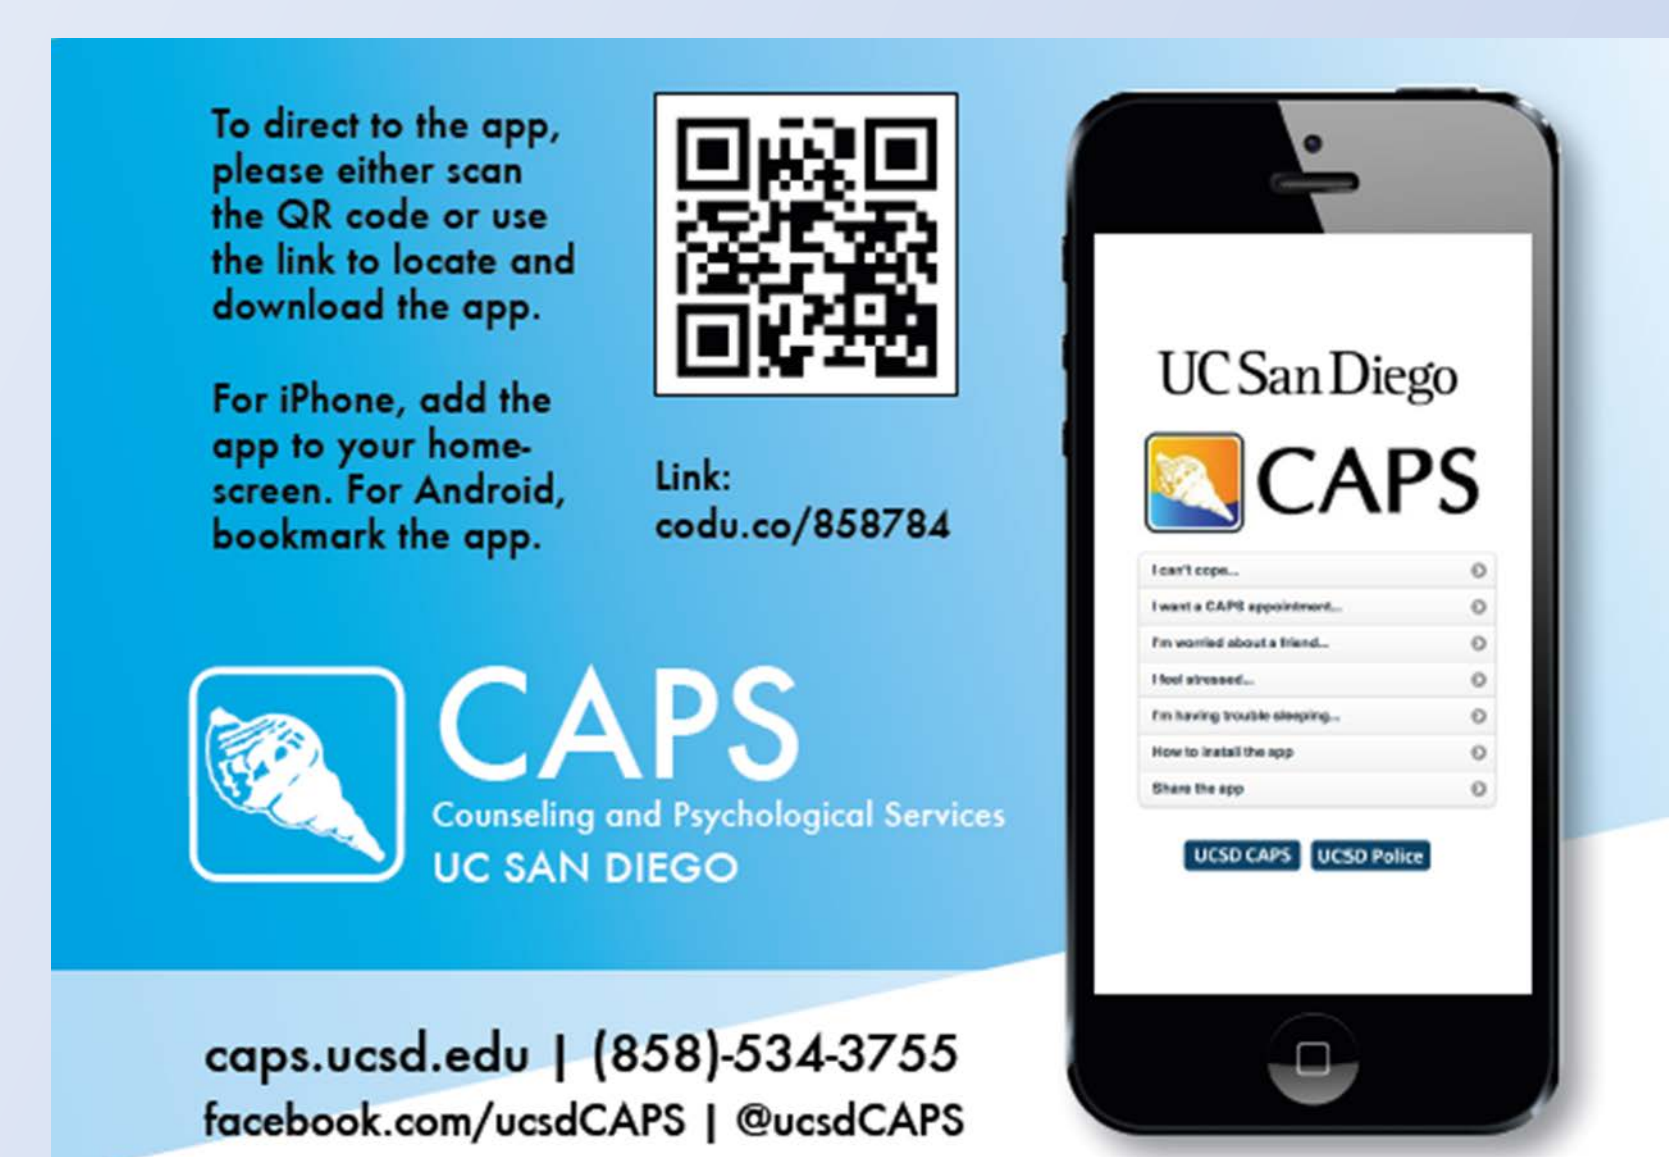 To direct to the app,
please either scan
the QR code or use
the link to locate and
download the app.
For iPhone, add the
app to your home-
screen. For Android,
bookmark the app.
Link:
codu.co/858784
CAPS
Counseling and Psychological Services
UC SAN DIEGO
caps.ucsd.edu | (858)-534-3755
facebook.com/ucsdCAPS | @ucsdCAPS
UC San Diego
CAPS
I can't cope...
I want a CAPS appointment...
I'm worried about a friend...
I feel stressed...
I'm having trouble sleeping...
How to install the app
Share the app
UCSD CAPS
UCSD Police